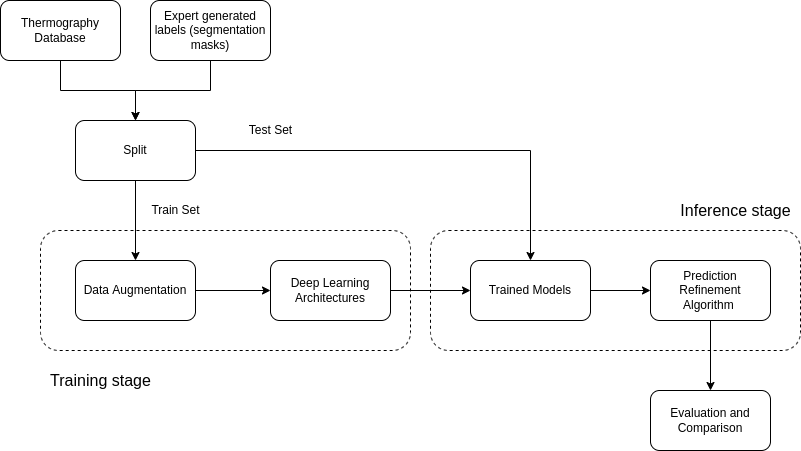 Thermography
Database
Expert generated
labels (segmentation
masks)
Split
Test Set
Train Set
Inference stage
Data Augmentation
Deep Learning
Architectures
Trained Models
Prediction
Refinement
Algorithm
Training stage
Evaluation and
Comparison